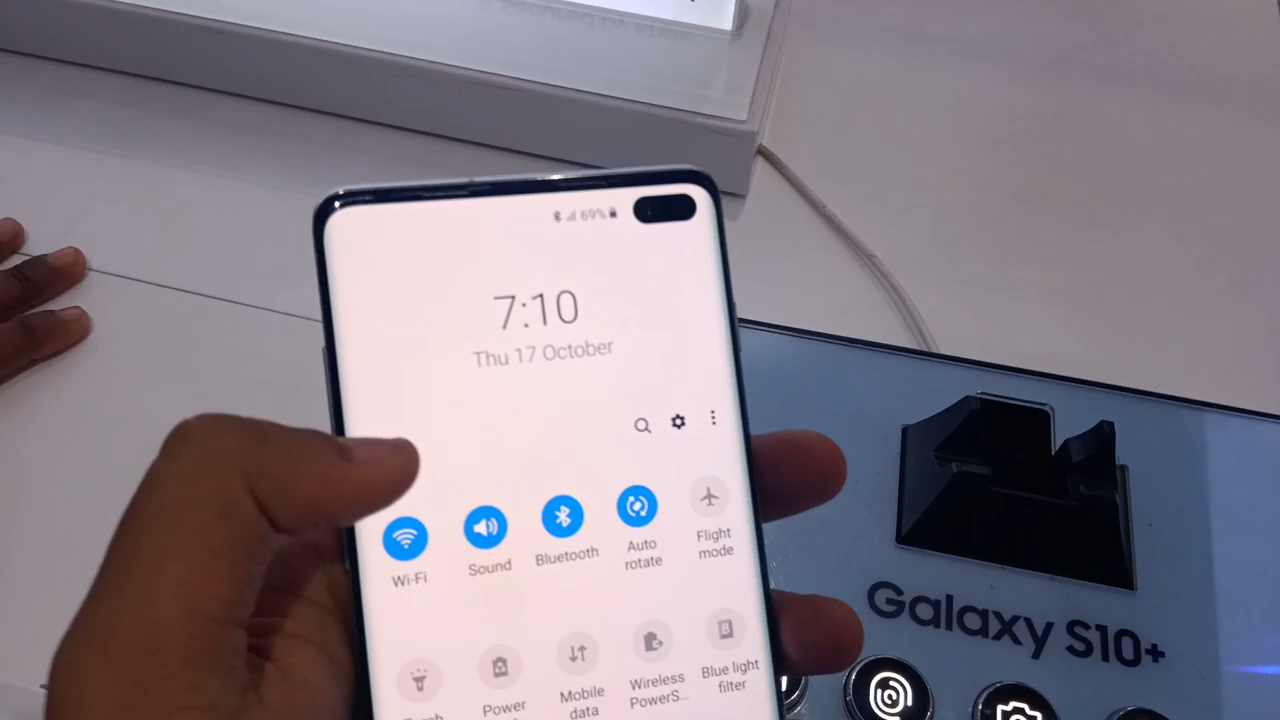 69%
7:10
Thu 17 October
Wi-Fi
Sound
Bluetooth
Auto
rotate
Flight
mode
Power
Mobile
data
Wireless
PowerS...
Blue light
filter
Galaxy S10+